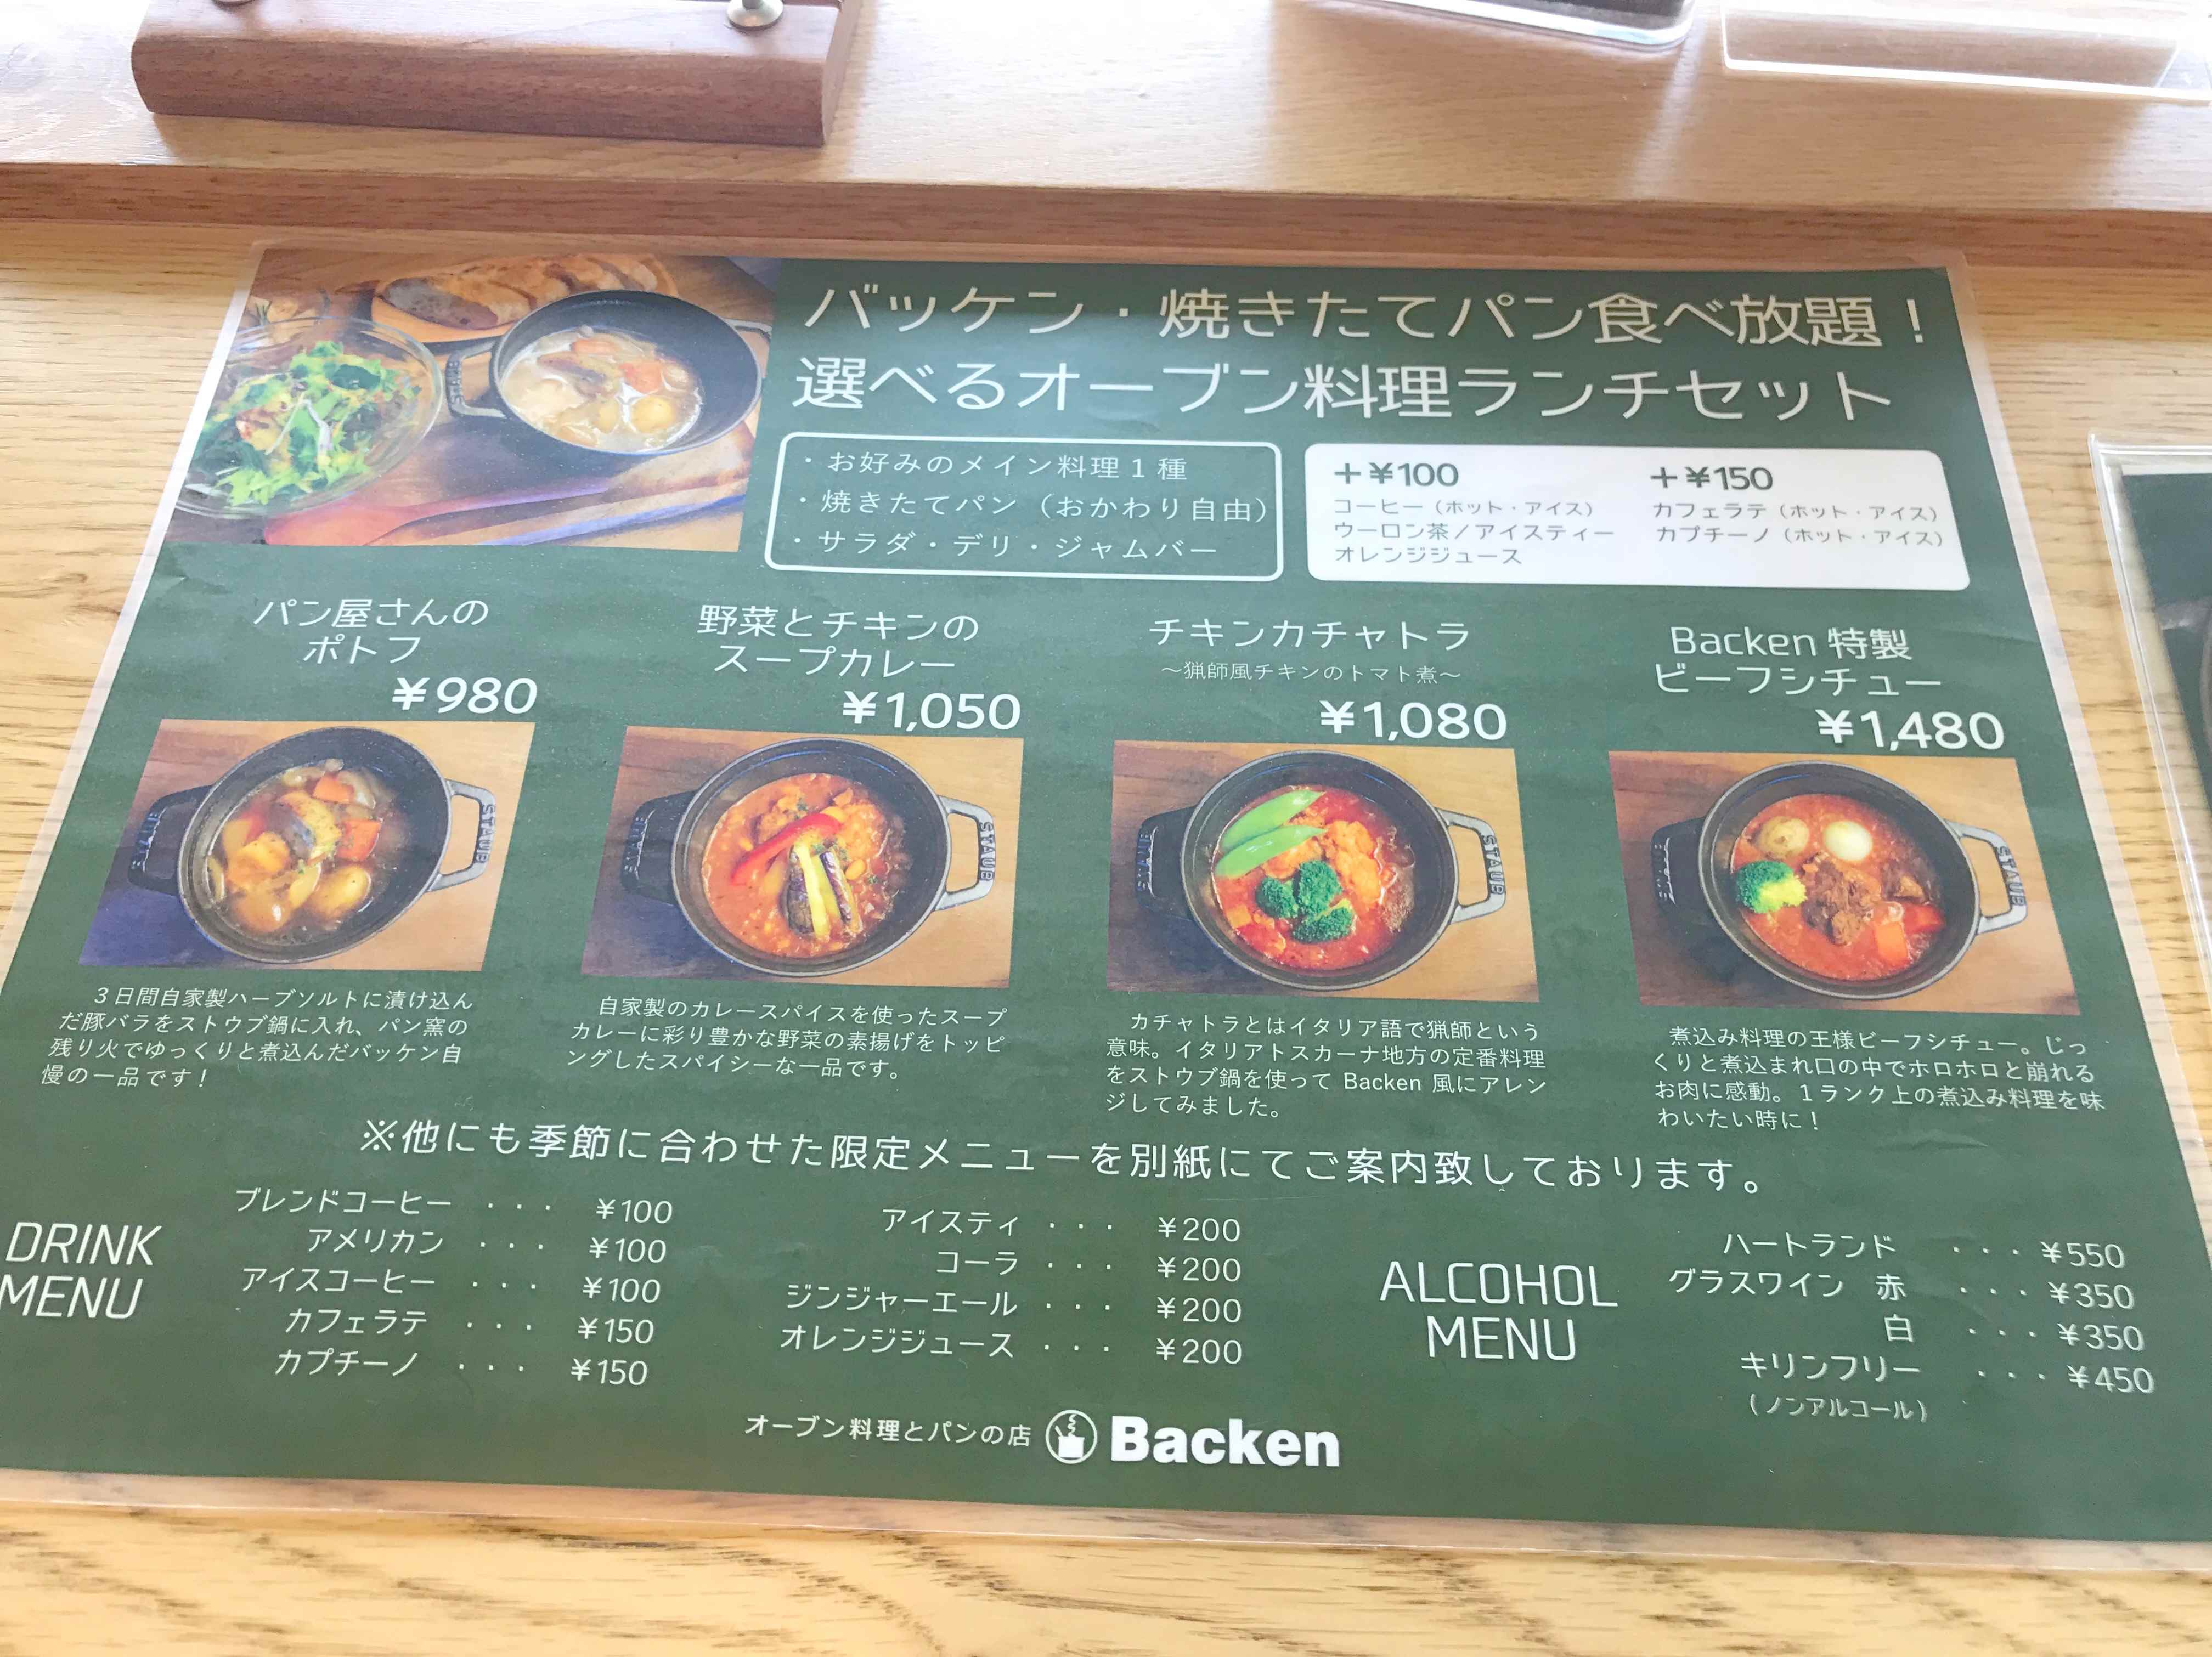 バッケン・焼きたてパン食べ放題！
選べるオーブン料理ランチセット
・お好みのメイン料理１種
・焼きたてパン（おかわり自由）
・サラダ・デリ・ジャムバー
＋¥100
コーヒー（ホット・アイス）
ウーロン茶／アイスティー
オレンジジュース
＋¥150
カフェラテ（ホット・アイス）
カプチーノ（ホット・アイス）
パン屋さんの
ポトフ
¥980
STAUB
STAUB
３日間自家製ハーブソルトに漬け込ん
だ豚バラをストウブ鍋に入れ、パン窯の
残り火でゆっくりと煮込んだバッケン自
慢の一品です！
野菜とチキンの
スープカレー
¥1,050
STAUB
STAUB
自家製のカレースパイスを使ったスープ
カレーに彩り豊かな野菜の素揚げをトッピ
ングしたスパイシーな一品です。
チキンカチャトラ
～猟師風チキンのトマト煮～
¥1,080
STAUB
STAUB
カチャトラとはイタリア語で猟師という
意味。イタリアトスカーナ地方の定番料理
をストウブ鍋を使って Backen 風にアレン
ジしてみました。
Backen 特製
ビーフシチュー
¥1,480
STAUB
STAUB
煮込み料理の王様ビーフシチュー。じっ
くりと煮込まれ口の中でホロホロと崩れる
お肉に感動。１ランク上の煮込み料理を味
わいたい時に！
※他にも季節に合わせた限定メニューを別紙にてご案内致しております。
DRINK
MENU
ブレンドコーヒー ・・・ ¥100
アメリカン ・・・ ¥100
アイスコーヒー ・・・ ¥100
カフェラテ ・・・ ¥150
カプチーノ ・・・ ¥150
アイスティ ・・・ ¥200
コーラ ・・・ ¥200
ジンジャーエール ・・・ ¥200
オレンジジュース ・・・ ¥200
ALCOHOL
MENU
ハートランド ・・・¥550
グラスワイン 赤 ・・・¥350
白 ・・・¥350
キリンフリー ・・・¥450
（ノンアルコール）
オーブン料理とパンの店 Backen